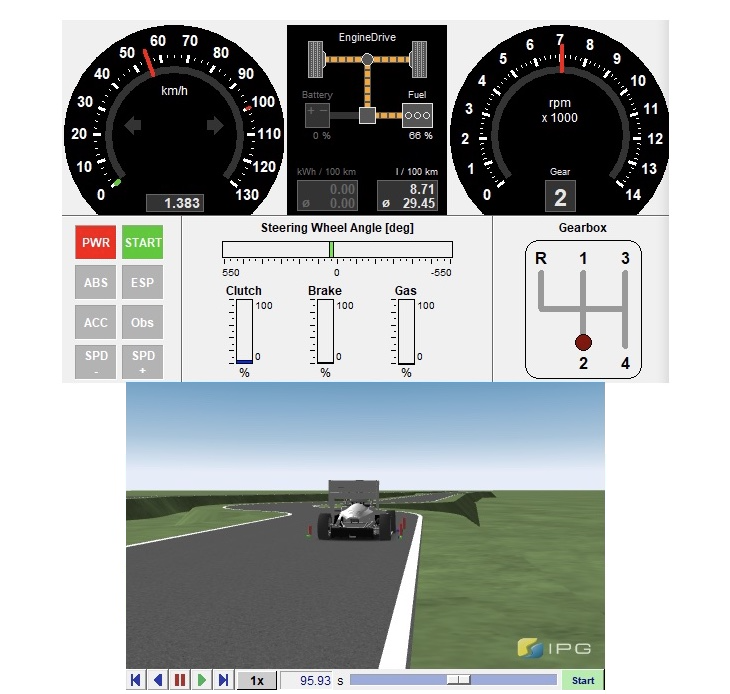 0 10 20 30 40 50 60 70 80 90 100 110 120 130
km/h
1.383
EngineDrive
Battery Fuel
0 % 66 %
kWh / 100 km l / 100 km
0.00 8.71
ø 0.00 ø 29.45
0 1 2 3 4 5 6 7 8 9 10 11 12 13 14
rpm
x 1000
Gear
2
PWR START
ABS ESP
ACC Obs
SPD - SPD +
Steering Wheel Angle [deg]
550 0 -550
Clutch Brake Gas
100 100 100
0 0 0
% % %
Gearbox
R 1 3
2 4
IPG
1x 95.93 s Start